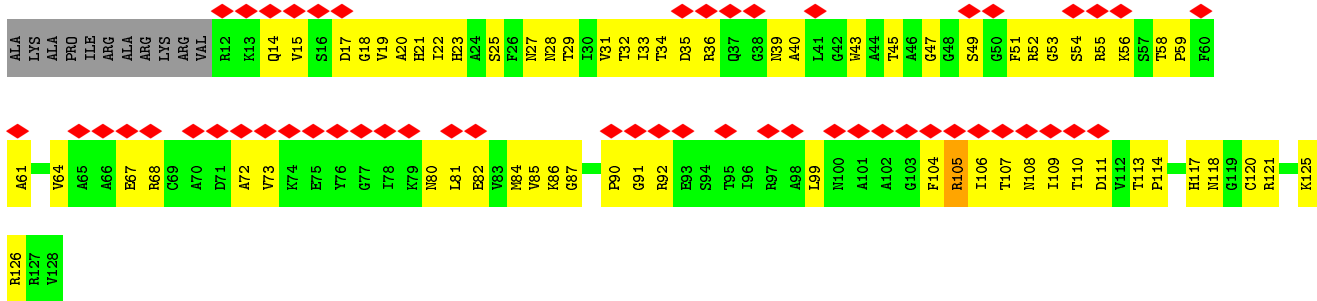 ALA LYS ALA PRO ILE ARG ALA ARG LYS ARG VAL R12 K13 Q14 V15 S16 D17 G18 V19 A20 H21 I22 H23 A24 S25 F26 N27 N28 T29 I30 V31 T32 I33 T34 D35 R36 Q37 G38 N39 A40 L41 G42 W43 A44 T45 A46 G47 G48 S49 G50 F51 R52 G53 S54 R55 K56 S57 T58 P59 F60
A61 V64 A65 A66 E67 R68 C69 A70 D71 A72 V73 K74 E75 Y76 G77 I78 K79 N80 L81 E82 V83 M84 V85 K86 G87 P90 G91 R92 E93 S94 T95 I96 R97 A98 L99 N100 A101 A102 G103 F104 R105 I106 T107 N108 I109 T110 D111 V112 T113 P114 H117 N118 G119 C120 R121 K125
R126 R127 V128